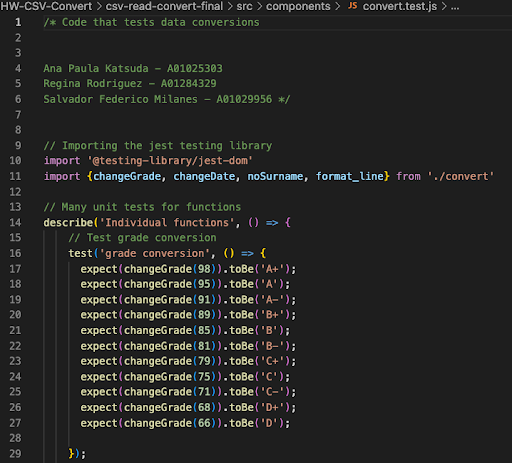 HW-CSV-Convert > csv-read-convert-final > src > components > JS convert.test.js > ...
1 /* Code that tests data conversions
2
3
4 Ana Paula Katsuda - A01025303
5 Regina Rodriguez - A01284329
6 Salvador Federico Milanes - A01029956 */
7
8
9 // Importing the jest testing library
10 import '@testing-library/jest-dom'
11 import {changeGrade, changeDate, noSurname, format_line} from './convert'
12
13 // Many unit tests for functions
14 describe('Individual functions', () => {
15 // Test grade conversion
16 test('grade conversion', () => {
17 expect(changeGrade(98)).toBe('A+');
18 expect(changeGrade(95)).toBe('A');
19 expect(changeGrade(91)).toBe('A-');
20 expect(changeGrade(89)).toBe('B+');
21 expect(changeGrade(85)).toBe('B');
22 expect(changeGrade(81)).toBe('B-');
23 expect(changeGrade(79)).toBe('C+');
24 expect(changeGrade(75)).toBe('C');
25 expect(changeGrade(71)).toBe('C-');
26 expect(changeGrade(68)).toBe('D+');
27 expect(changeGrade(66)).toBe('D');
28
29 });